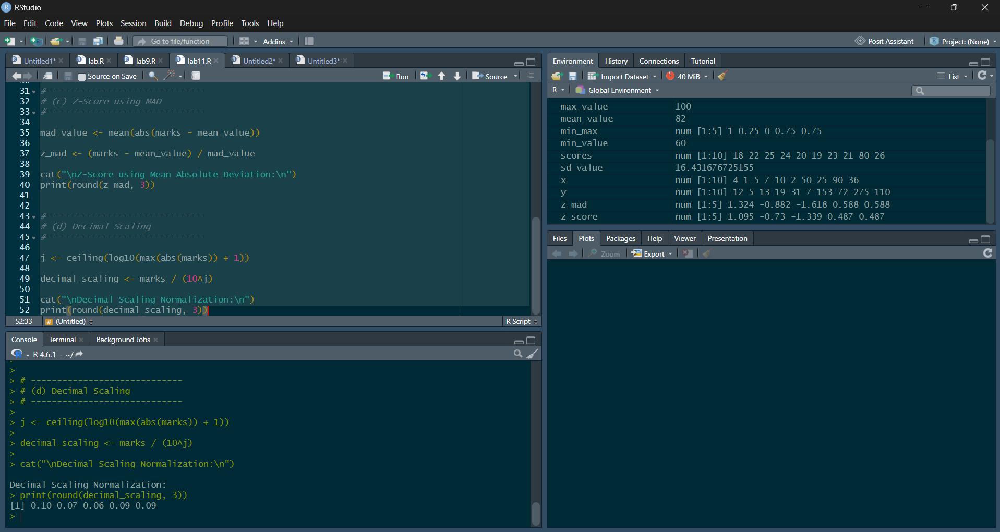 RStudio
File Edit Code View Plots Session Build Debug Profile Tools Help
Go to file/function Addins Posit Assistant Project: (None)
Untitled1* lab.R lab9.R lab11.R Untitled2* Untitled3*
Source on Save Run Source
31 # -----------------------------
32 # (c) Z-Score using MAD
33 # -----------------------------
34
35 mad_value <- mean(abs(marks - mean_value))
36
37 z_mad <- (marks - mean_value) / mad_value
38
39 cat("\nZ-Score using Mean Absolute Deviation:\n")
40 print(round(z_mad, 3))
41
42
43 # -----------------------------
44 # (d) Decimal Scaling
45 # -----------------------------
46
47 j <- ceiling(log10(max(abs(marks)) + 1))
48
49 decimal_scaling <- marks / (10^j)
50
51 cat("\nDecimal Scaling Normalization:\n")
52 print(round(decimal_scaling, 3))
52:33 # (Untitled) R Script
Console Terminal Background Jobs
R 4.6.1 · ~/
>
> # -----------------------------
> # (d) Decimal Scaling
> # -----------------------------
>
> j <- ceiling(log10(max(abs(marks)) + 1))
>
> decimal_scaling <- marks / (10^j)
>
> cat("\nDecimal Scaling Normalization:\n")
Decimal Scaling Normalization:
> print(round(decimal_scaling, 3))
[1] 0.10 0.07 0.06 0.09 0.09
>
Environment History Connections Tutorial
Import Dataset 40 MiB List
R Global Environment
max_value 100
mean_value 82
min_max num [1:5] 1 0.25 0 0.75 0.75
min_value 60
scores num [1:10] 18 22 25 24 20 19 23 21 80 26
sd_value 16.431676725155
x num [1:10] 4 1 5 7 10 2 50 25 90 36
y num [1:10] 12 5 13 19 31 7 153 72 275 110
z_mad num [1:5] 1.324 -0.882 -1.618 0.588 0.588
z_score num [1:5] 1.095 -0.73 -1.339 0.487 0.487
Files Plots Packages Help Viewer Presentation
Zoom Export